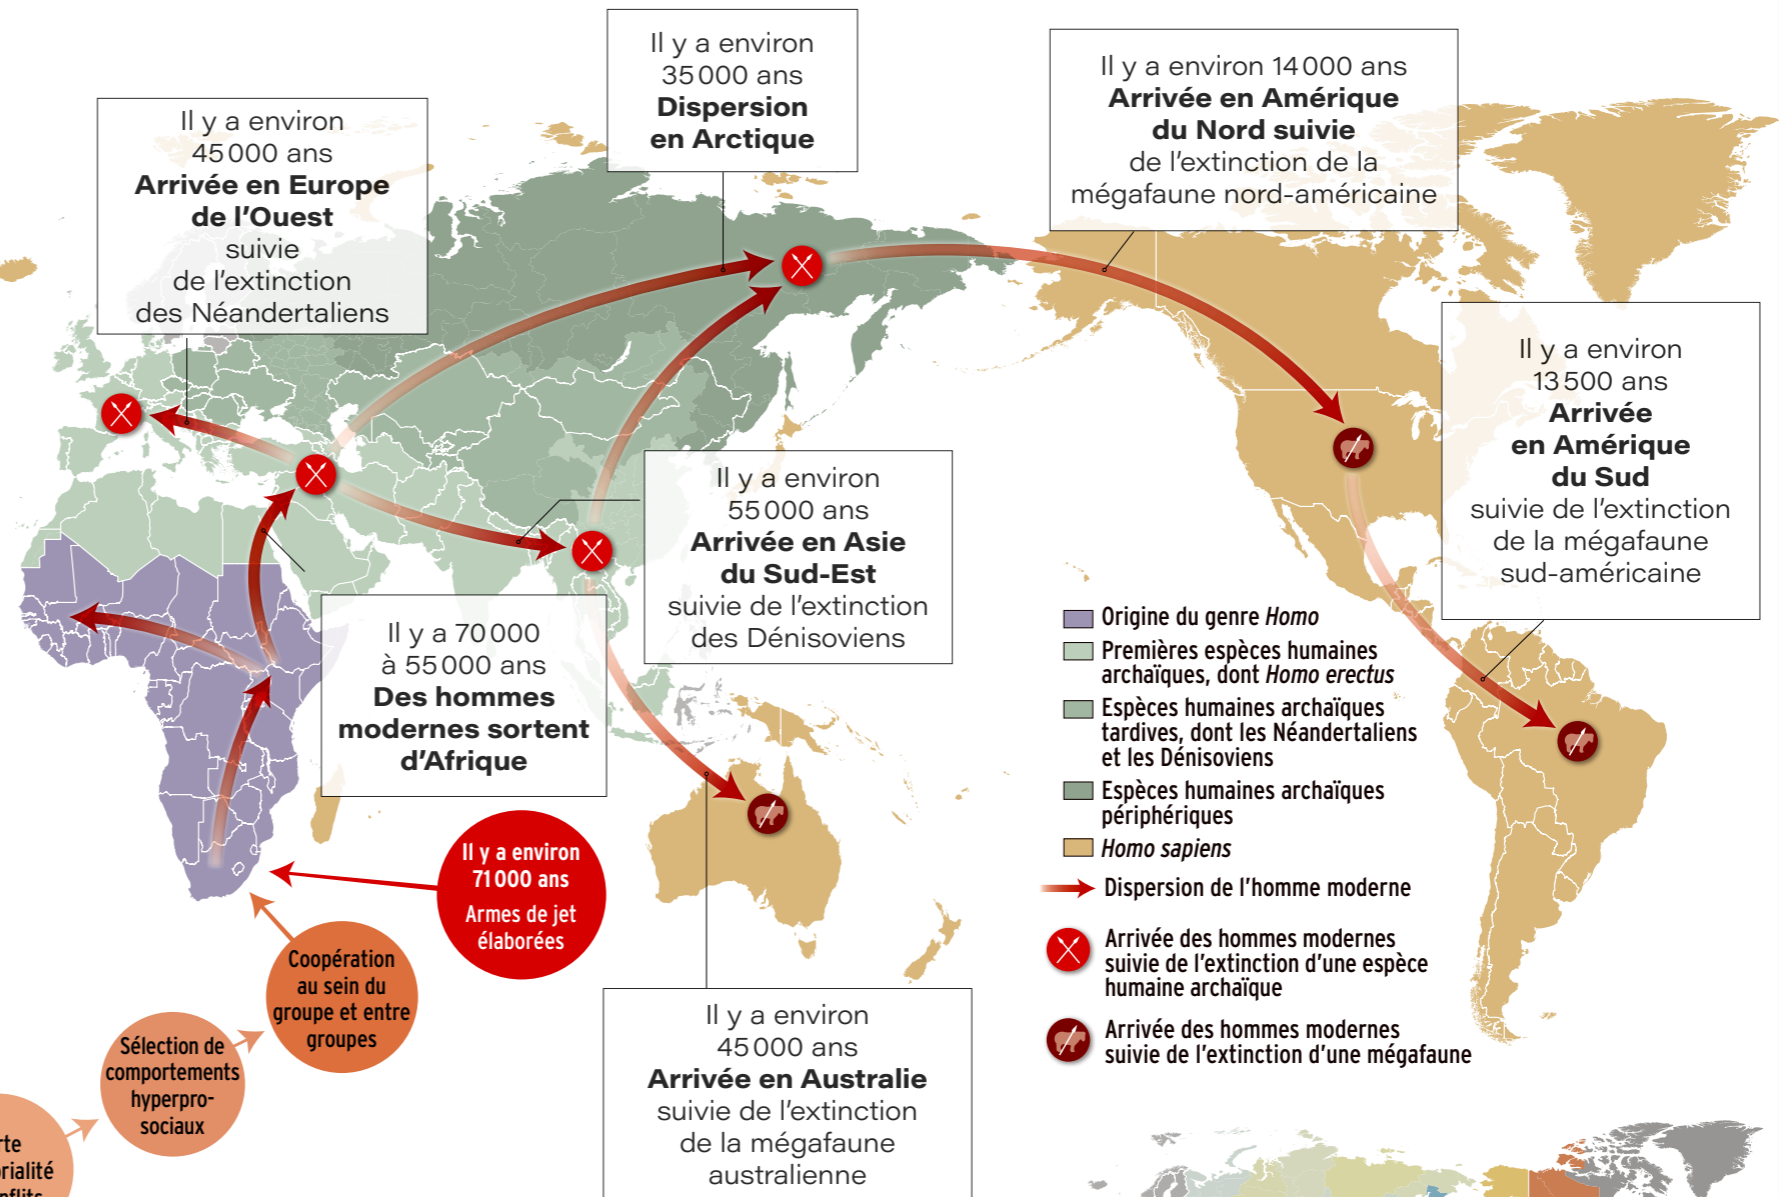 Il y a environ
45 000 ans
Arrivée en Europe
de l'Ouest
suivie
de l'extinction
des Néandertaliens
Il y a environ
35 000 ans
Dispersion
en Arctique
Il y a environ 14 000 ans
Arrivée en Amérique
du Nord suivie
de l'extinction de la
mégafaune nord-américaine
Il y a environ
13 500 ans
Arrivée
en Amérique
du Sud
suivie de l'extinction
de la mégafaune
sud-américaine
Il y a environ
55 000 ans
Arrivée en Asie
du Sud-Est
suivie de l'extinction
des Dénisoviens
Il y a 70 000
à 55 000 ans
Des hommes
modernes sortent
d'Afrique
Origine du genre Homo
Premières espèces humaines
archaïques, dont Homo erectus
Espèces humaines archaïques
tardives, dont les Néandertaliens
et les Dénisoviens
Espèces humaines archaïques
périphériques
Homo sapiens
Dispersion de l'homme moderne
Arrivée des hommes modernes
suivie de l'extinction d'une espèce
humaine archaïque
Arrivée des hommes modernes
suivie de l'extinction d'une mégafaune
Il y a environ
71 000 ans
Armes de jet
élaborées
Coopération
au sein du
groupe et entre
groupes
Sélection de
comportements
hyperpro-
sociaux
Il y a environ
45 000 ans
Arrivée en Australie
suivie de l'extinction
de la mégafaune
australienne